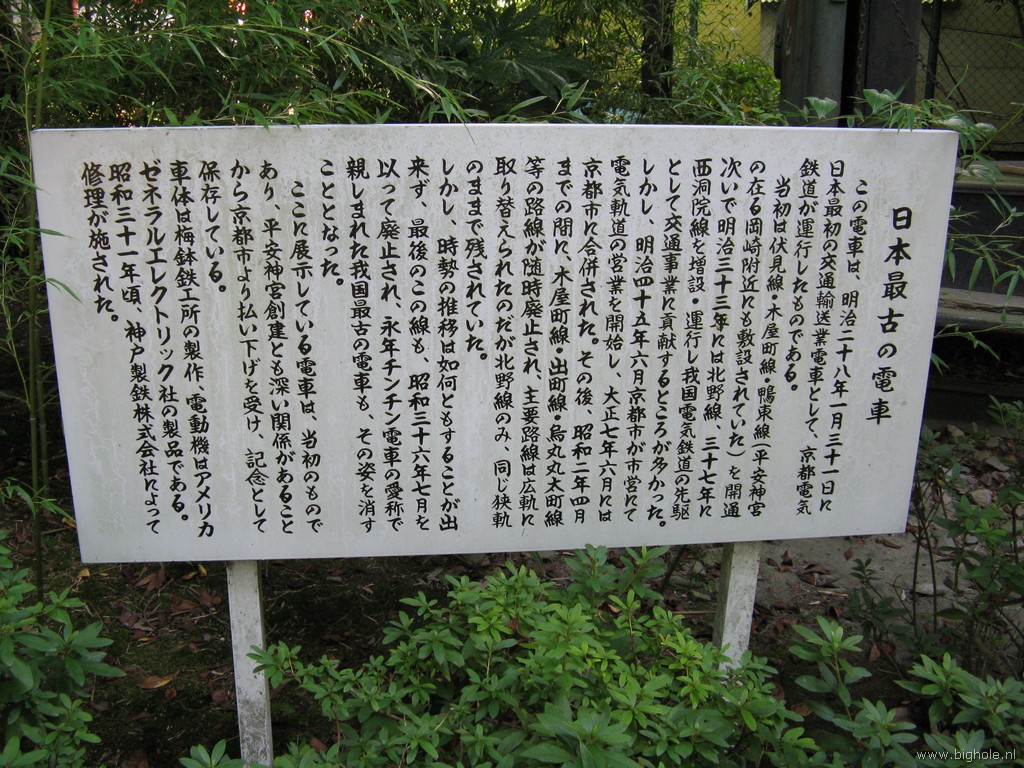 日本最古の電車
この電車は、明治二十八年一月三十一日に
日本最初の交通輸送業電車として、京都電気
鉄道が運行したものである。
当初は伏見線・木屋町線・鴨東線(平安神宮
の在る岡崎附近にも敷設されていた)を開通
次いで明治三十三年には北野線、三十七年に
西洞院線を増設・運行し我国電気鉄道の先駆
として交通事業に貢献するところが多かった。
しかし、明治四十五年六月京都市が市営にて
電気軌道の営業を開始し、大正七年六月には
京都市に合併された。その後、昭和二年四月
までの間に、木屋町線・出町線・烏丸丸太町線
等の路線が随時廃止され、主要路線は広軌に
取り替えられたのだが北野線のみ、同じ狭軌
のままで残されていた。
しかし、時勢の推移は如何ともすることが出
来ず、最後のこの線も、昭和三十六年七月を
以って廃止され、永年チンチン電車の愛称で
親しまれた我国最古の電車も、その姿を消す
こととなった。
ここに展示している電車は、当初のもので
あり、平安神宮創建とも深い関係があること
から京都市より払い下げを受け、記念として
保存している。
車体は梅鉢鉄工所の製作、電動機はアメリカ
ゼネラルエレクトリック社の製品である。
昭和三十一年頃、神戸製鉄株式会社によって
修理が施された。
www.bighole.nl